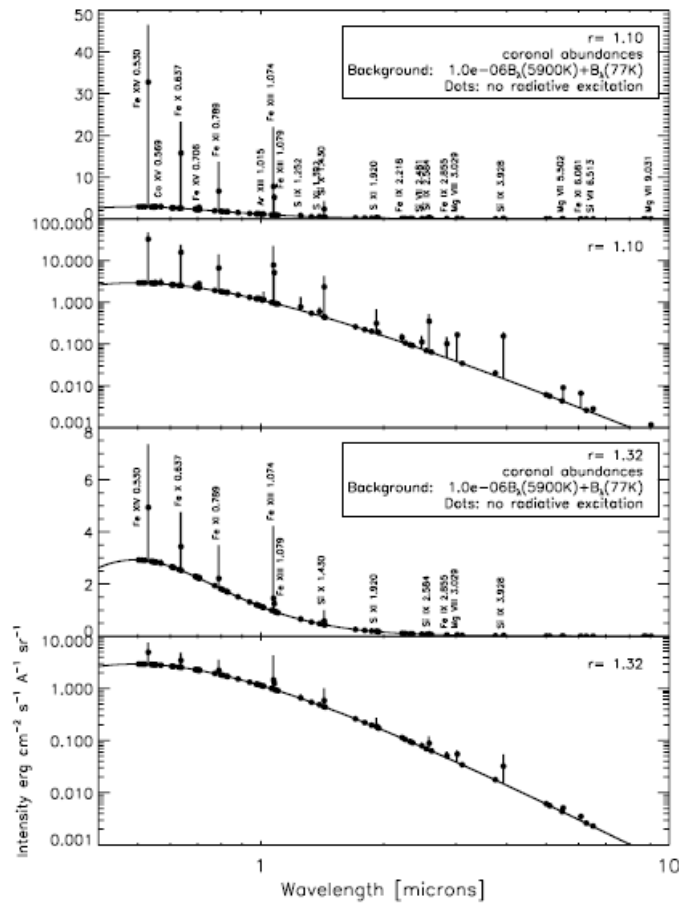 50
40
30
20
10
0
r= 1.10
coronal abundances
Background: 1.0e−06Bλ(5900K)+Bλ(77K)
Dots: no radiative excitation
Fe XIV 0.530
Co XV 0.569
Fe X 0.637
Fe XV 0.706
Fe XI 0.789
Ar XIII 1.015
Fe XIII 1.074
Fe XIII 1.079
S IX 1.252
Si X 1.430
S XI 1.920
Fe IX 2.218
Si IX 2.584
Fe IX 2.855
Mg VIII 3.029
Si IX 3.928
Mg VII 5.502
Fe XI 6.081
Si VII 6.513
Mg VII 9.031
100.000
10.000
1.000
0.100
0.010
0.001
r= 1.10
8
6
4
2
0
r= 1.32
coronal abundances
Background: 1.0e−06Bλ(5900K)+Bλ(77K)
Dots: no radiative excitation
Fe XIV 0.530
Fe X 0.637
Fe XI 0.789
Fe XIII 1.074
Fe XIII 1.079
Si X 1.430
S XI 1.920
Si IX 2.584
Fe IX 2.855
Mg VIII 3.029
Si IX 3.928
10.000
1.000
0.100
0.010
0.001
r= 1.32
Intensity erg cm⁻² s⁻¹ A⁻¹ sr⁻¹
1
10
Wavelength [microns]